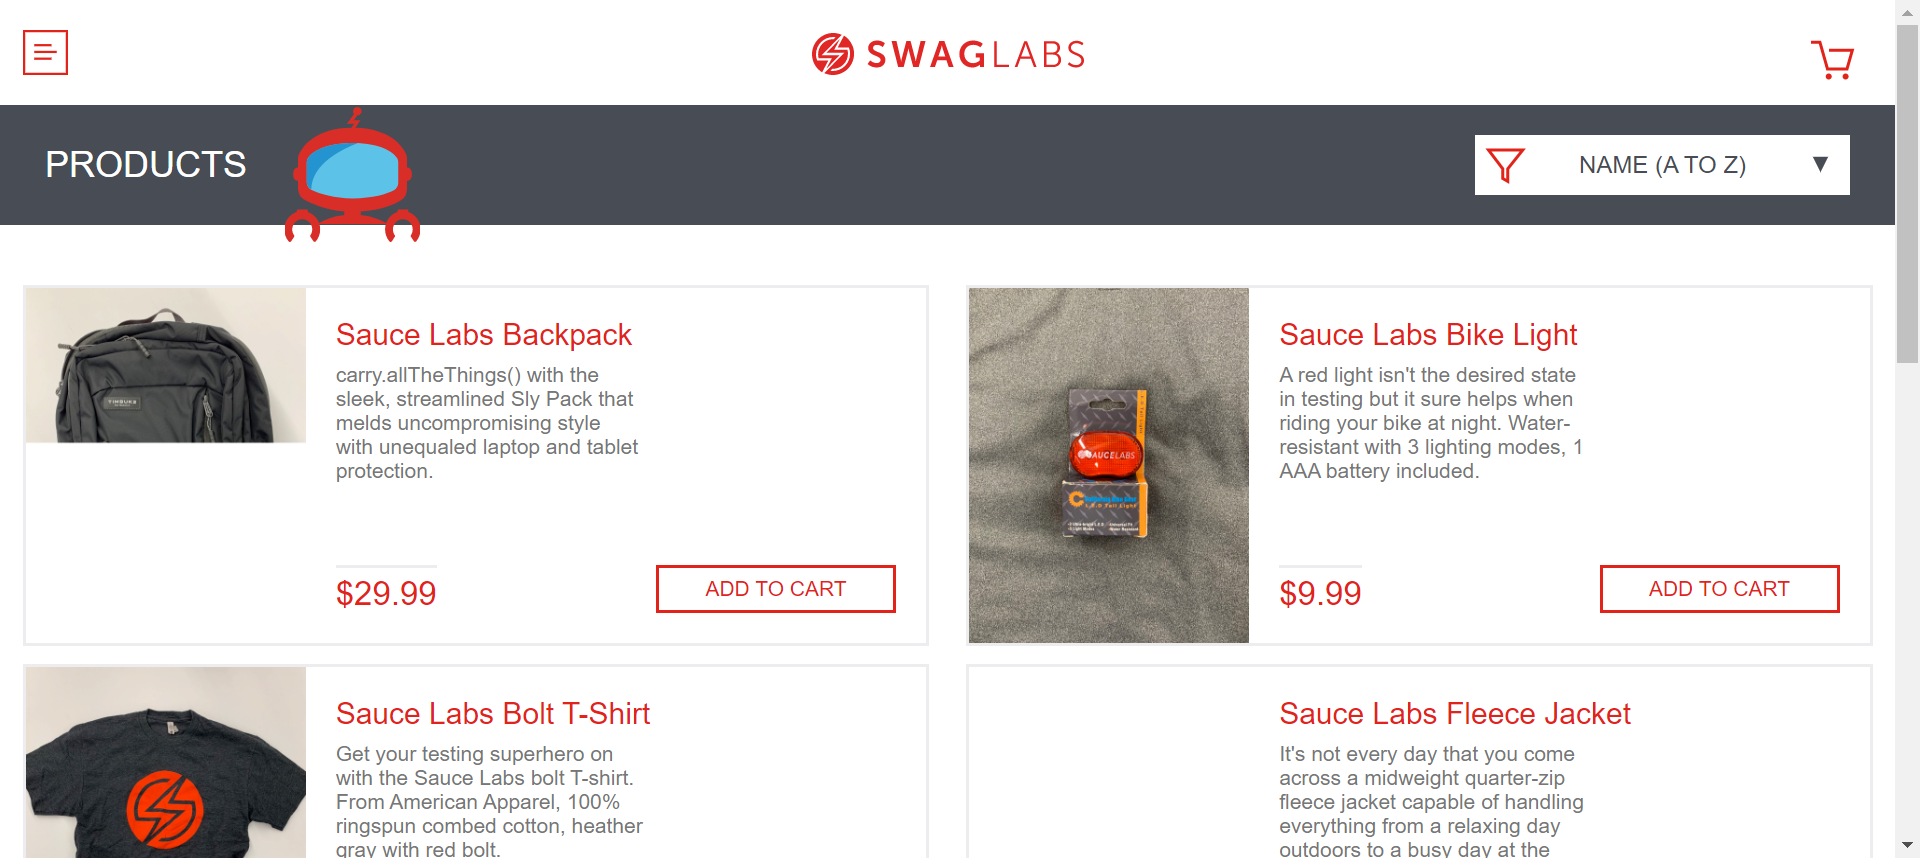 SWAGLABS
PRODUCTS
NAME (A TO Z)
Sauce Labs Backpack
carry.allTheThings() with the
sleek, streamlined Sly Pack that
melds uncompromising style
with unequaled laptop and tablet
protection.
$29.99
ADD TO CART
SAUCELABS
Sauce Labs Bike Light
A red light isn't the desired state
in testing but it sure helps when
riding your bike at night. Water-
resistant with 3 lighting modes, 1
AAA battery included.
$9.99
ADD TO CART
Sauce Labs Bolt T-Shirt
Get your testing superhero on
with the Sauce Labs bolt T-shirt.
From American Apparel, 100%
ringspun combed cotton, heather
gray with red bolt.
Sauce Labs Fleece Jacket
It's not every day that you come
across a midweight quarter-zip
fleece jacket capable of handling
everything from a relaxing day
outdoors to a busy day at the